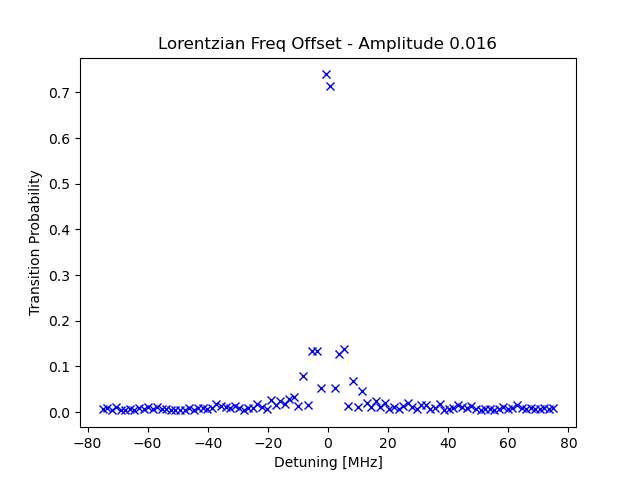 Lorentzian Freq Offset - Amplitude 0.016
Transition Probability
0.7
0.6
0.5
0.4
0.3
0.2
0.1
0.0
−80 −60 −40 −20 0 20 40 60 80
Detuning [MHz]